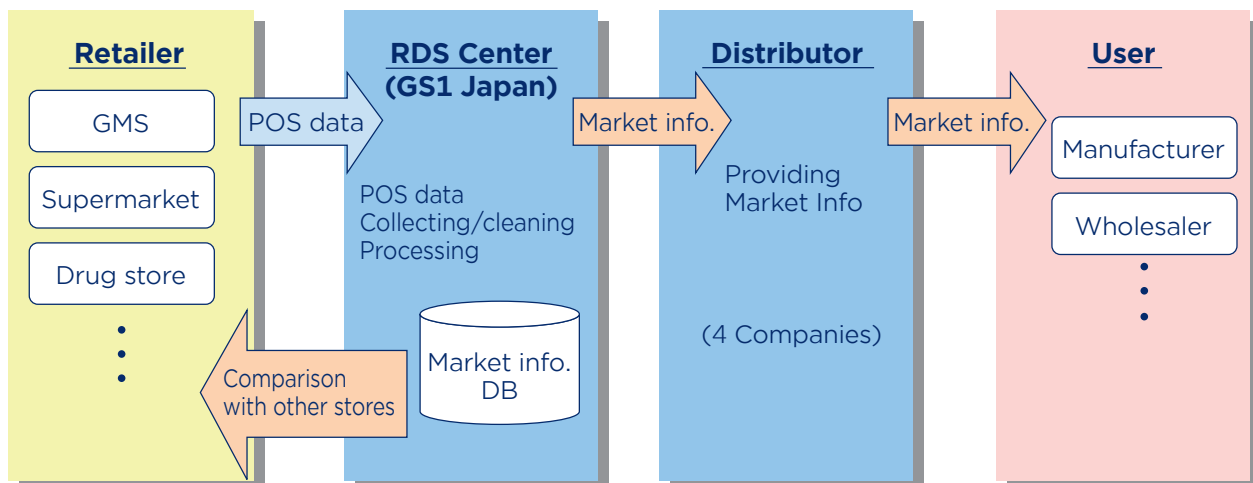 Retailer
GMS
Supermarket
Drug store
POS data
RDS Center
(GS1 Japan)
POS data
Collecting/cleaning
Processing
Market info.
DB
Comparison
with other stores
Market info.
Distributor
Providing
Market Info
(4 Companies)
Market info.
User
Manufacturer
Wholesaler